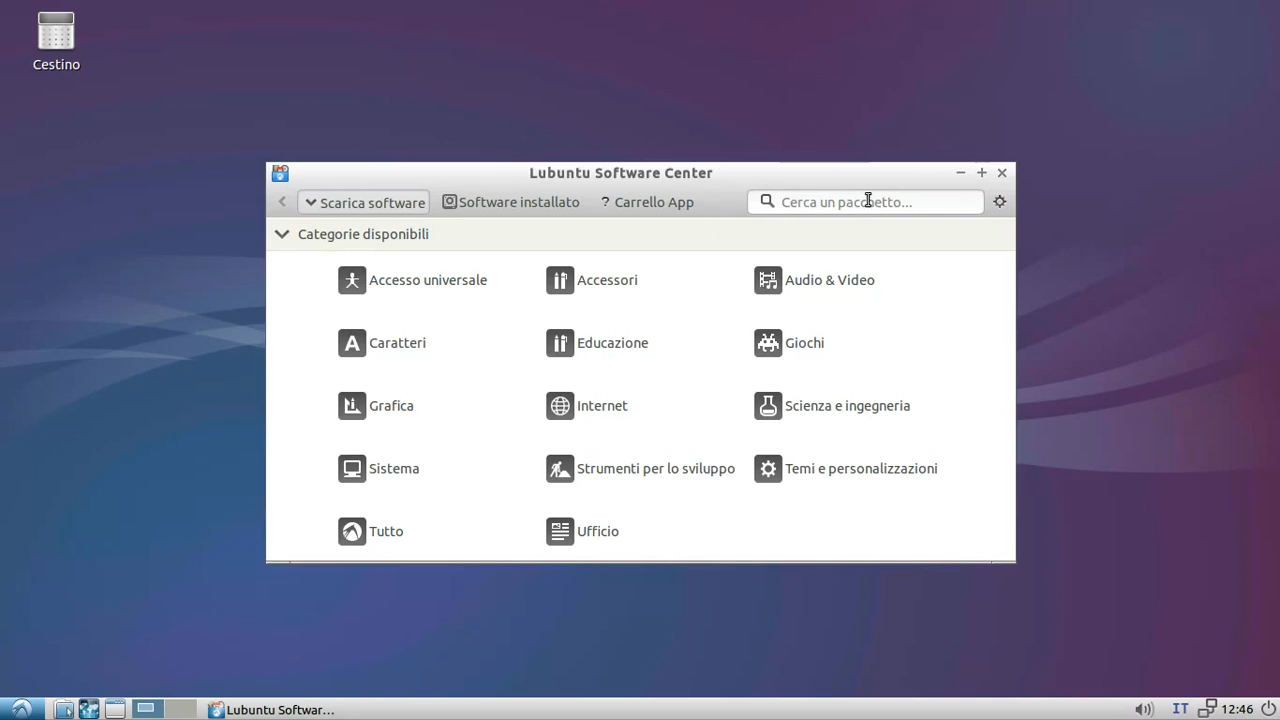 Cestino
Lubuntu Software Center
Scarica software
Software installato
? Carrello App
Cerca un pacchetto...
Categorie disponibili
Accesso universale
Accessori
Audio & Video
Caratteri
Educazione
Giochi
Grafica
Internet
Scienza e ingegneria
Sistema
Strumenti per lo sviluppo
Temi e personalizzazioni
Tutto
Ufficio
Lubuntu Softwar...
IT
12:46